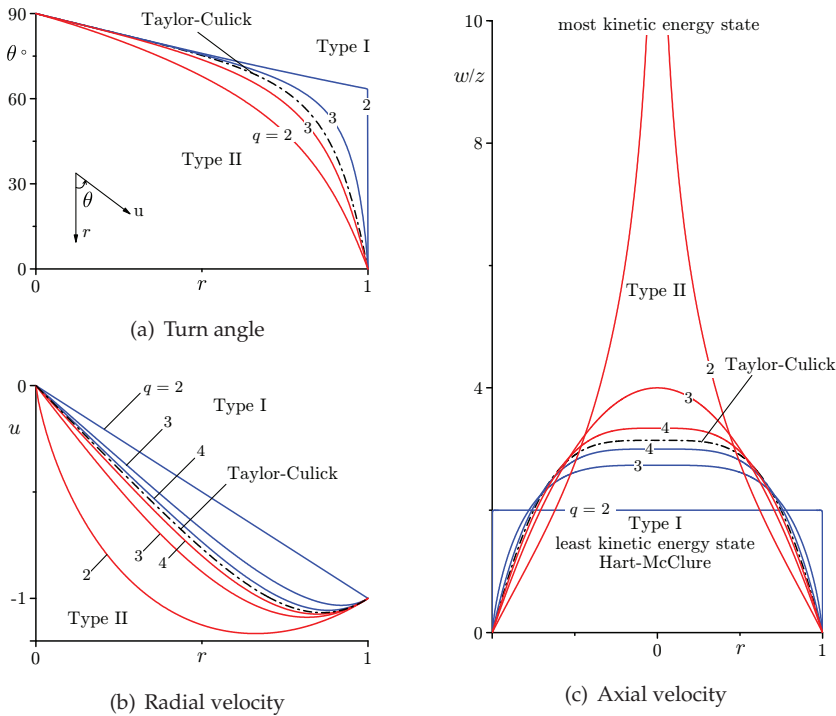 90
θ°
60
30
0
0
r
1
Taylor-Culick
Type I
2
3
3
q = 2
Type II
θ
u
r
(a) Turn angle
0
u
-1
0
r
1
q = 2
Type I
3
4
Taylor-Culick
3
4
2
Type II
(b) Radial velocity
most kinetic energy state
10
w/z
8
4
0
0
r
1
Type II
2
Taylor-Culick
3
4
4
3
q = 2
Type I
least kinetic energy state
Hart-McClure
(c) Axial velocity